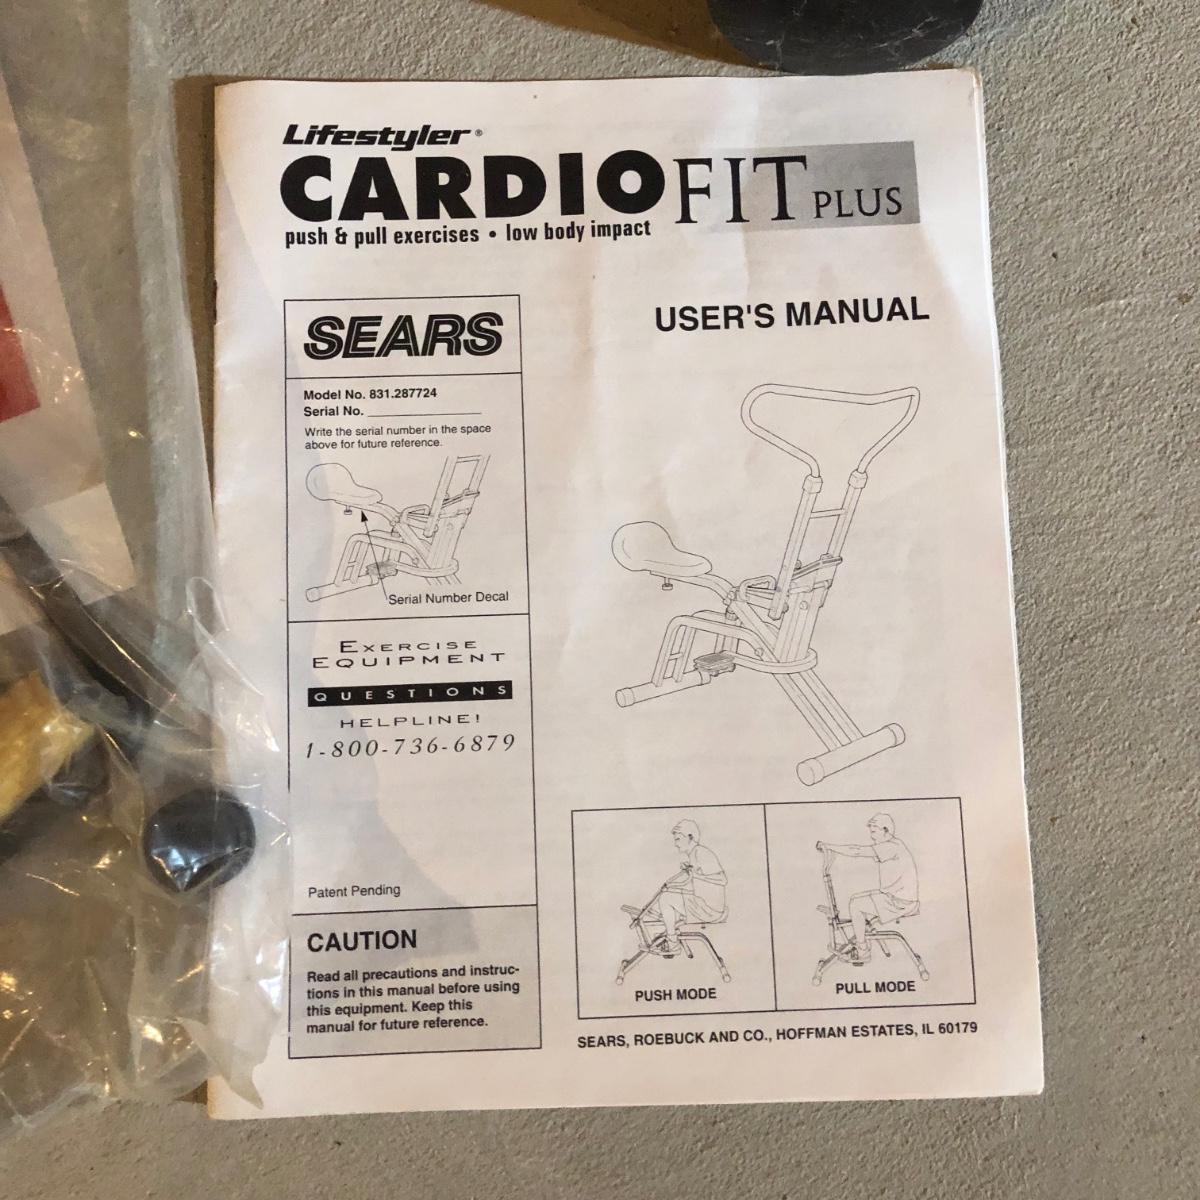 Lifestyler®
CARDIO FIT PLUS
push & pull exercises • low body impact
USER'S MANUAL
SEARS
Model No. 831.287724
Serial No. ________________
Write the serial number in the space
above for future reference.
Serial Number Decal
EXERCISE
EQUIPMENT
QUESTIONS
HELPLINE!
1-800-736-6879
Patent Pending
CAUTION
Read all precautions and instruc-
tions in this manual before using
this equipment. Keep this
manual for future reference.
PUSH MODE
PULL MODE
SEARS, ROEBUCK AND CO., HOFFMAN ESTATES, IL 60179